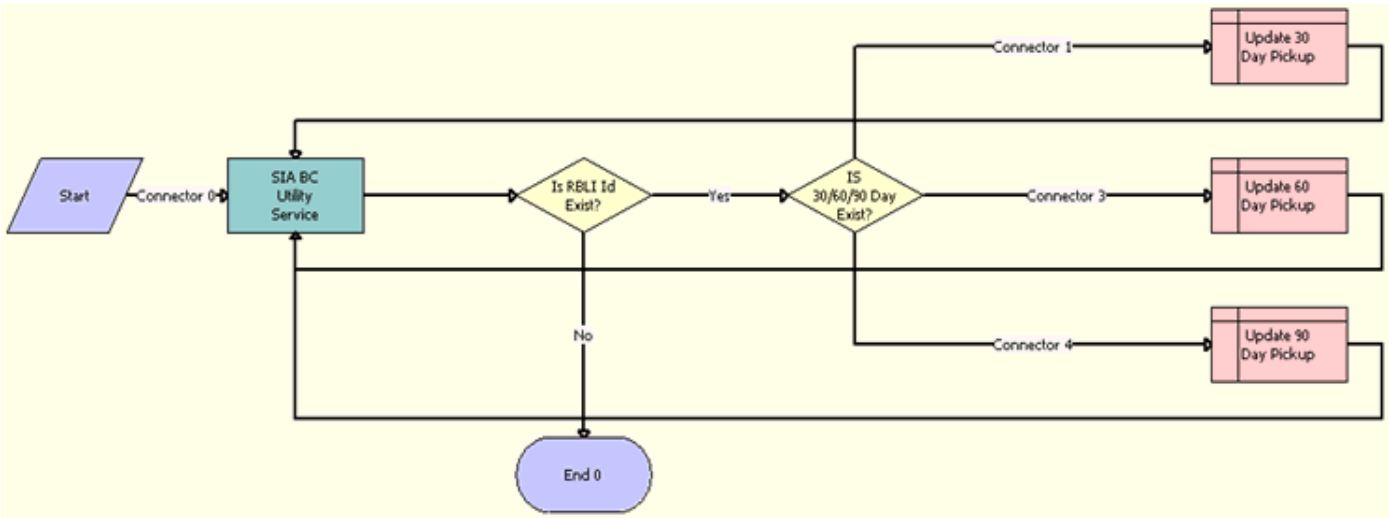 Connector 1
Update 30
Day Pickup
Start
Connector 0
SIA BC
Utility
Service
Is RBLI Id
Exist?
Yes
IS
30/60/90 Day
Exist?
Connector 3
Update 60
Day Pickup
No
Connector 4
Update 90
Day Pickup
End 0